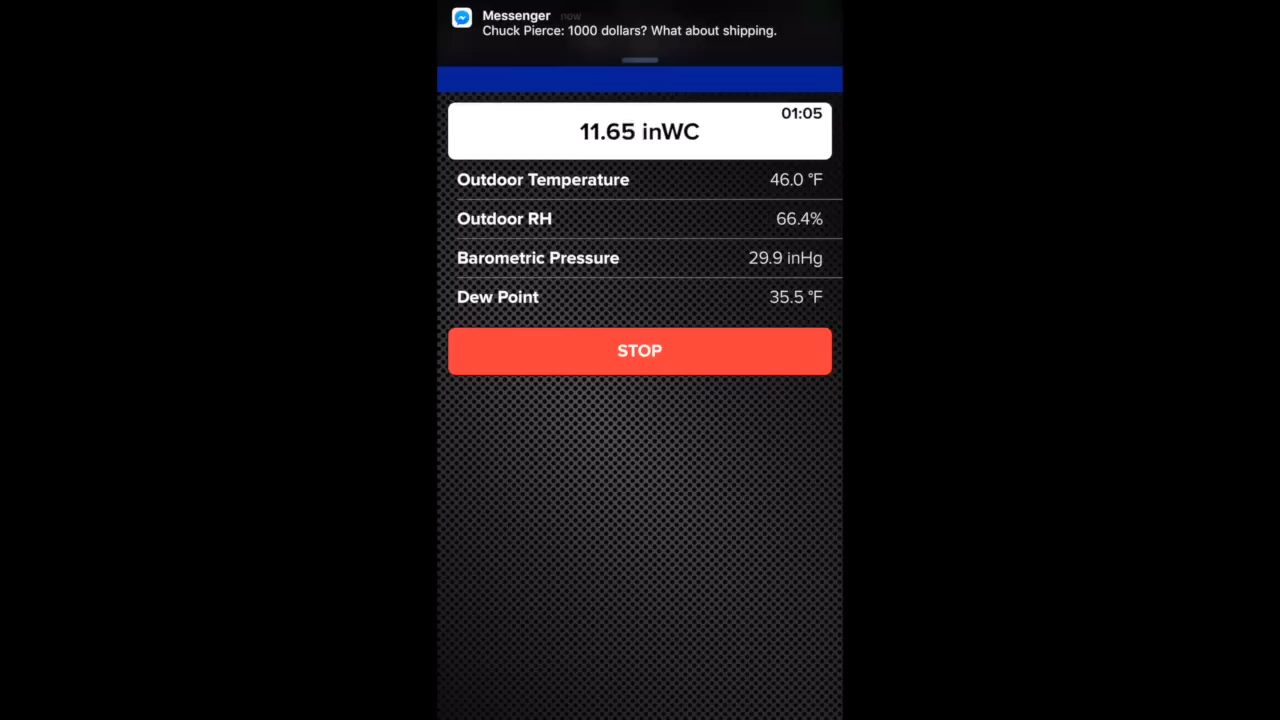 Messenger now
Chuck Pierce: 1000 dollars? What about shipping.
01:05
11.65 inWC
Outdoor Temperature 46.0 °F
Outdoor RH 66.4%
Barometric Pressure 29.9 inHg
Dew Point 35.5 °F
STOP